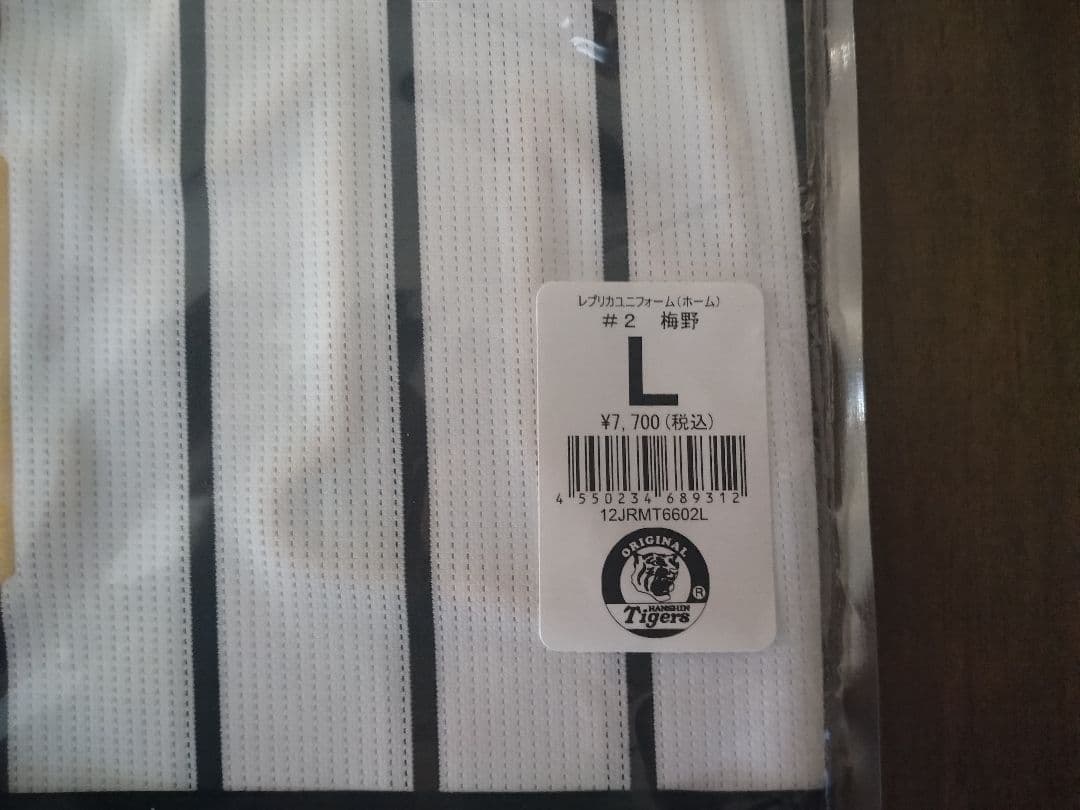 レプリカユニフォーム(ホーム)
#2 梅野
L
¥7,700(税込)
4 550234 689312
12JRMT6602L
ORIGINAL
HANSHIN
Tigers
®